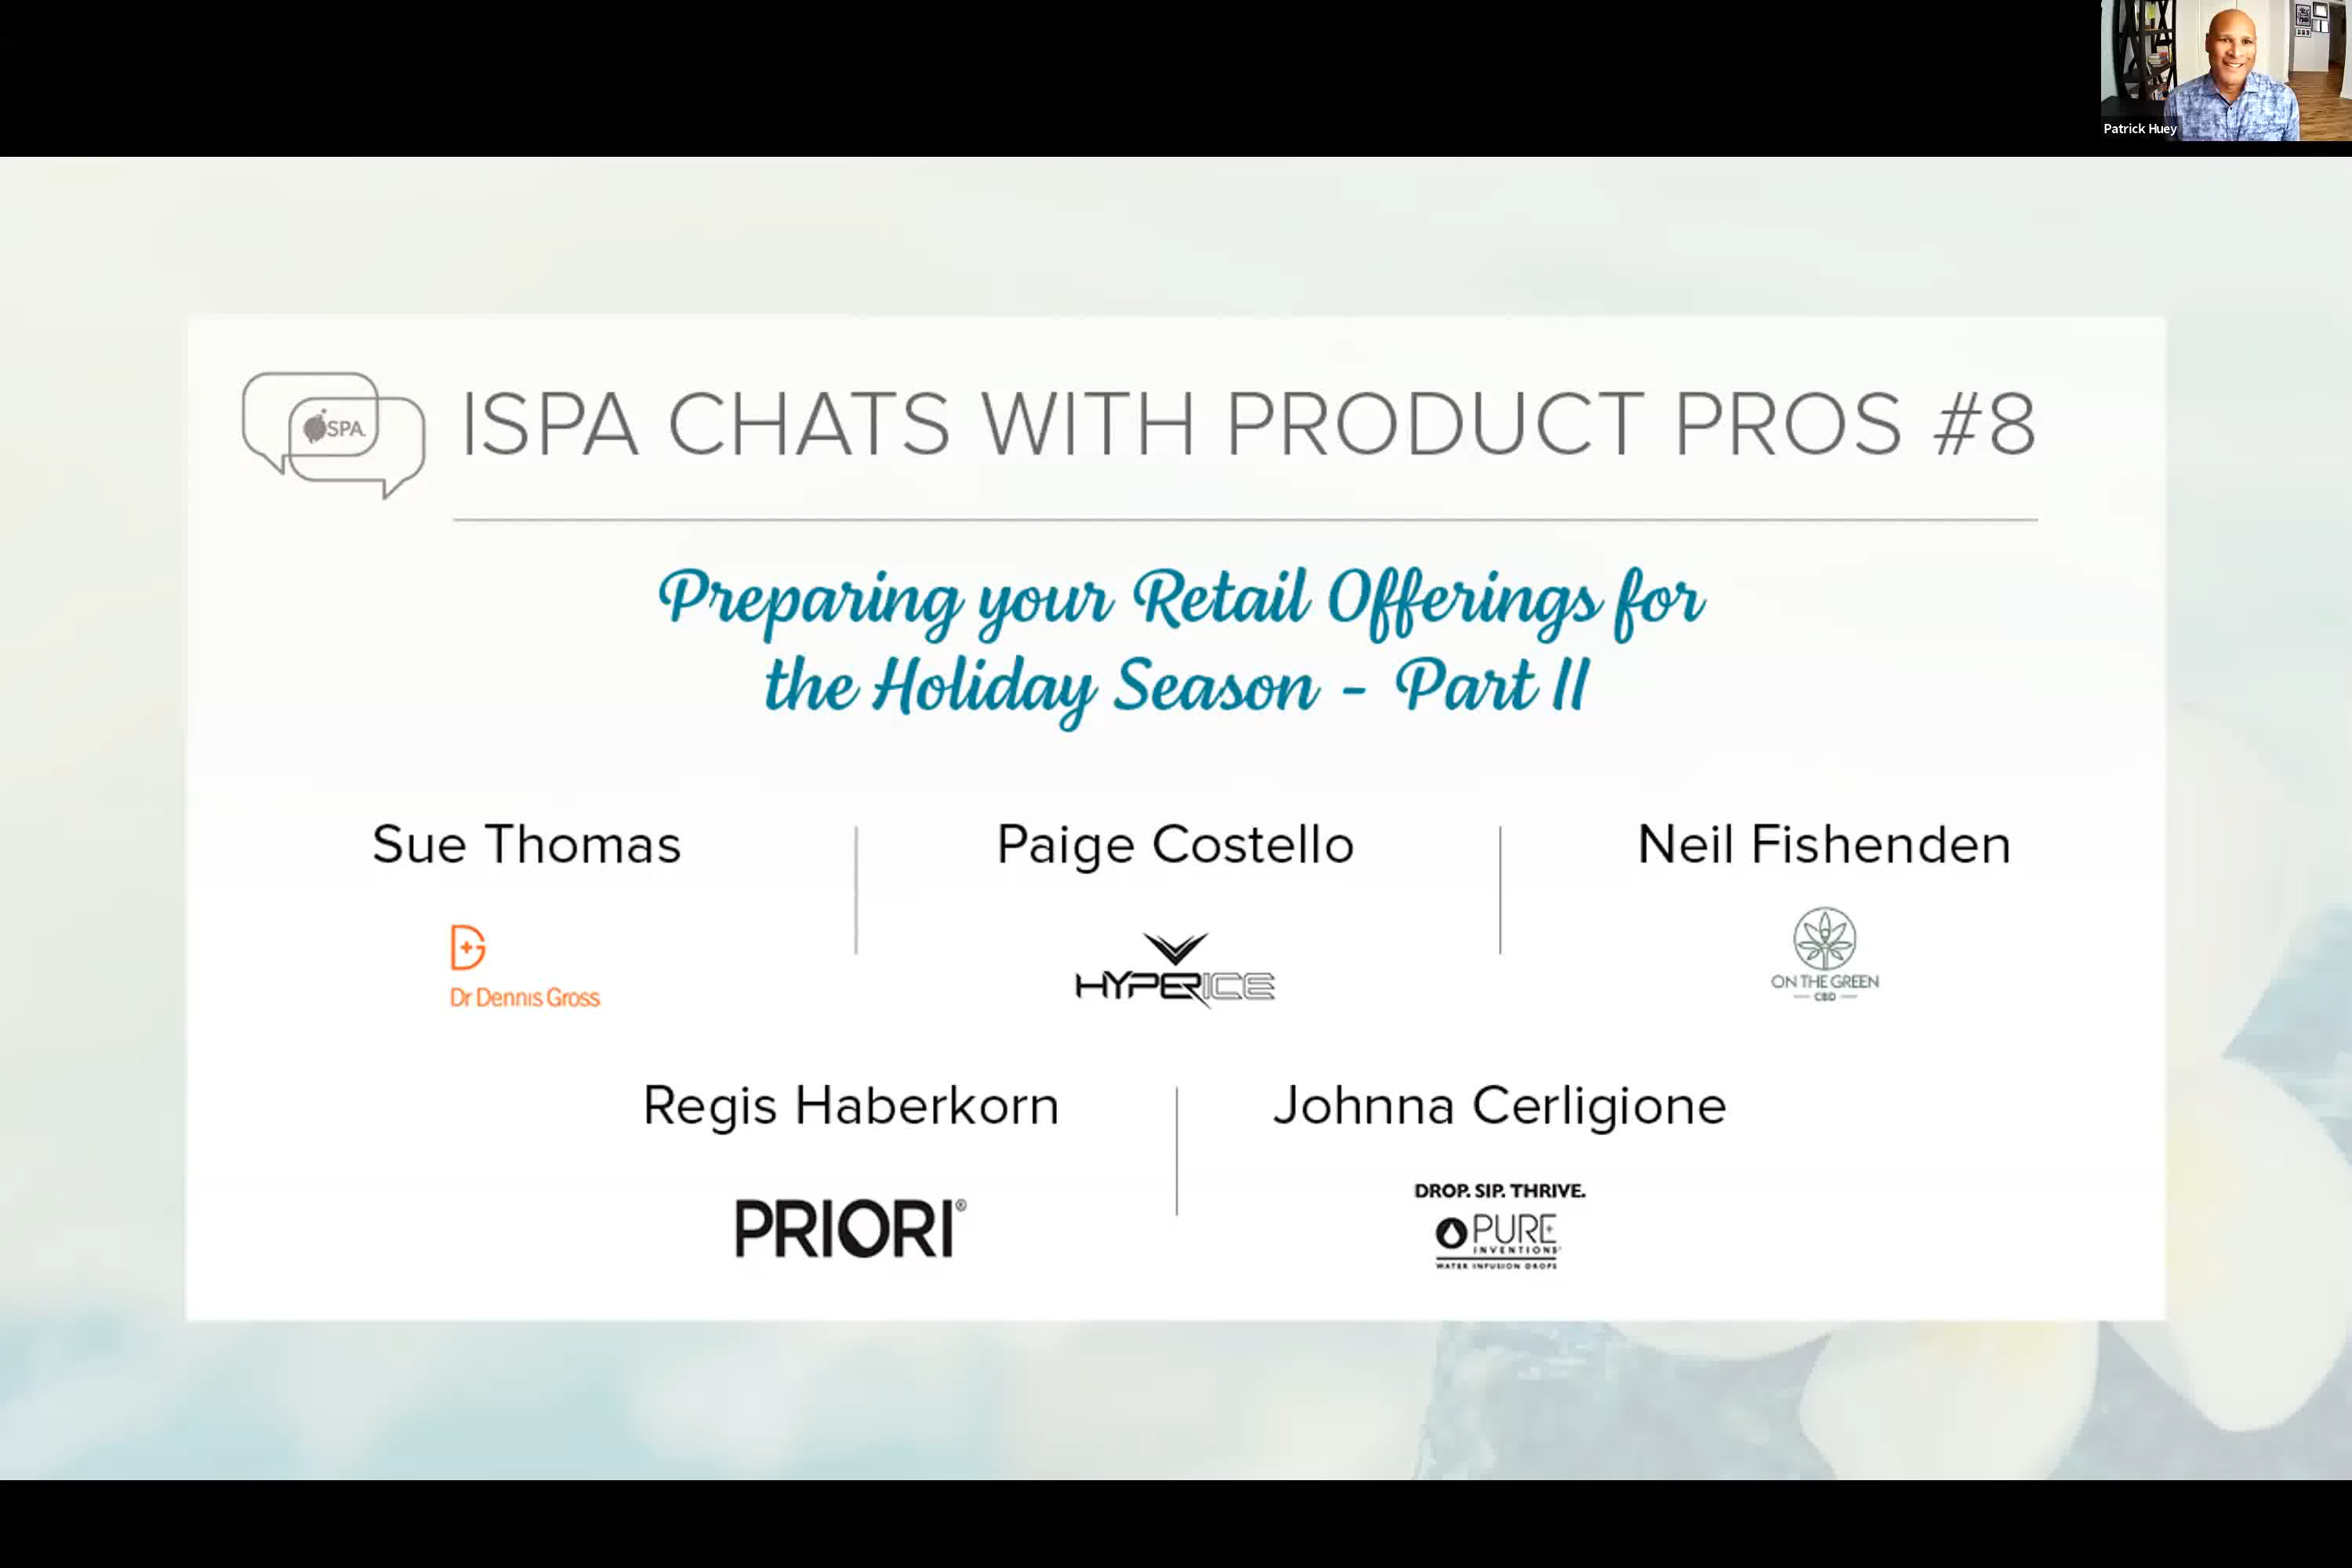 Patrick Huey
ISPA
ISPA CHATS WITH PRODUCT PROS #8
Preparing your Retail Offerings for
the Holiday Season - Part II
Sue Thomas
Paige Costello
Neil Fishenden
Dr Dennis Gross
HYPERICE
ON THE GREEN
CBD
Regis Haberkorn
Johnna Cerligione
PRIORI®
DROP. SIP. THRIVE.
PURE
INVENTIONS
WATER INFUSION DROPS